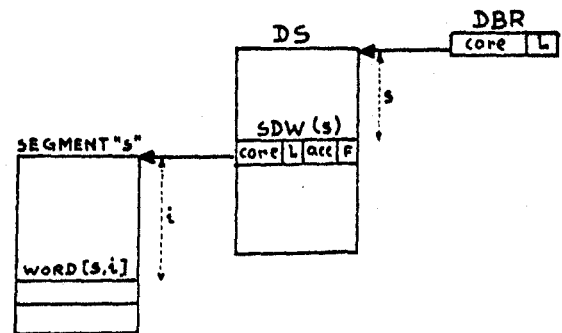 DBR
core L
DS
s
SDW (s)
core L acc F
SEGMENT "s"
i
WORD [s,i]